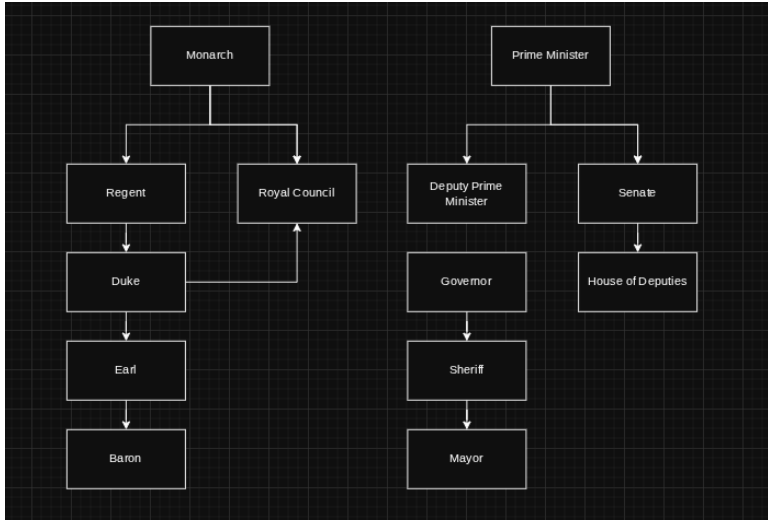 Monarch
Prime Minister
Regent
Royal Council
Deputy Prime
Minister
Senate
Duke
Governor
House of Deputies
Earl
Sheriff
Baron
Mayor